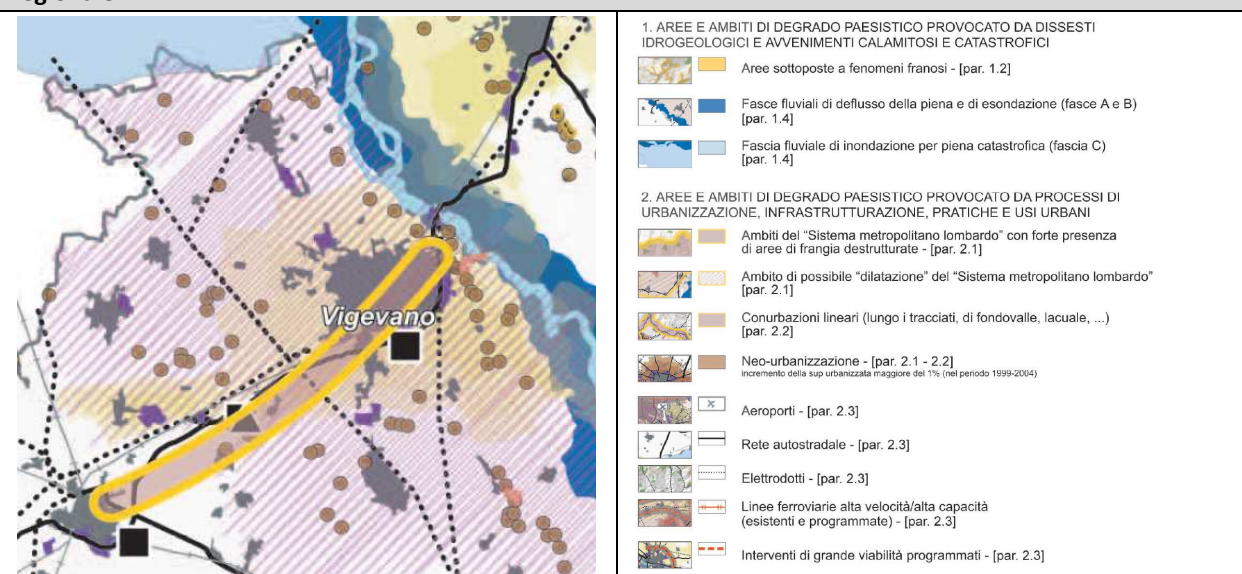 Vigevano
1. AREE E AMBITI DI DEGRADO PAESISTICO PROVOCATO DA DISSESTI
IDROGEOLOGICI E AVVENIMENTI CALAMITOSI E CATASTROFICI
Aree sottoposte a fenomeni franosi - [par. 1.2]
Fasce fluviali di deflusso della piena e di esondazione (fasce A e B)
[par. 1.4]
Fascia fluviale di inondazione per piena catastrofica (fascia C)
[par. 1.4]
2. AREE E AMBITI DI DEGRADO PAESISTICO PROVOCATO DA PROCESSI DI
URBANIZZAZIONE, INFRASTRUTTURAZIONE, PRATICHE E USI URBANI
Ambiti del "Sistema metropolitano lombardo" con forte presenza
di aree di frangia destrutturate - [par. 2.1]
Ambito di possibile "dilatazione" del "Sistema metropolitano lombardo"
[par. 2.1]
Conurbazioni lineari (lungo i tracciati, di fondovalle, lacuale, ...)
[par. 2.2]
Neo-urbanizzazione - [par. 2.1 - 2.2]
incremento della sup urbanizzata maggiore del 1% (nel periodo 1999-2004)
Aeroporti - [par. 2.3]
Rete autostradale - [par. 2.3]
Elettrodotti - [par. 2.3]
Linee ferroviarie alta velocità/alta capacità
(esistenti e programmate) - [par. 2.3]
Interventi di grande viabilità programmati - [par. 2.3]